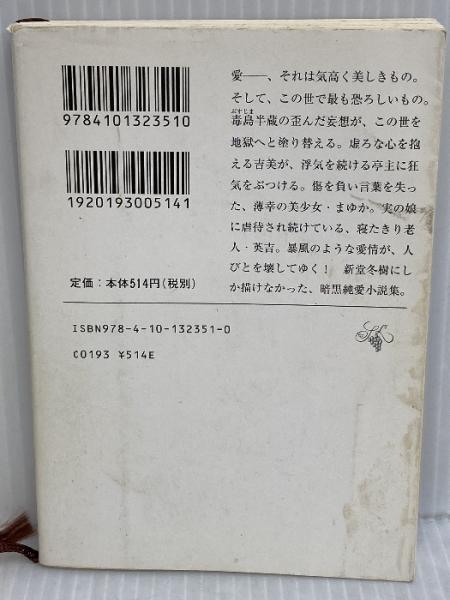 9784101323510
1920193005141
定価：本体514円（税別）
ISBN978-4-10-132351-0
C0193 ¥514E
愛――、それは気高く美しきもの。
そして、この世で最も恐ろしいもの。
ぶすじま
毒島半蔵の歪んだ妄想が、この世を
地獄へと塗り替える。虚ろな心を抱
える吉美が、浮気を続ける亭主に狂
気をぶつける。傷を負い言葉を失っ
た、薄幸の美少女・まゆか。実の娘
に虐待され続けている、寝たきり老
人・英吉。暴風のような愛情が、人
びとを壊してゆく！ 新堂冬樹にし
か描けなかった、暗黒純愛小説集。